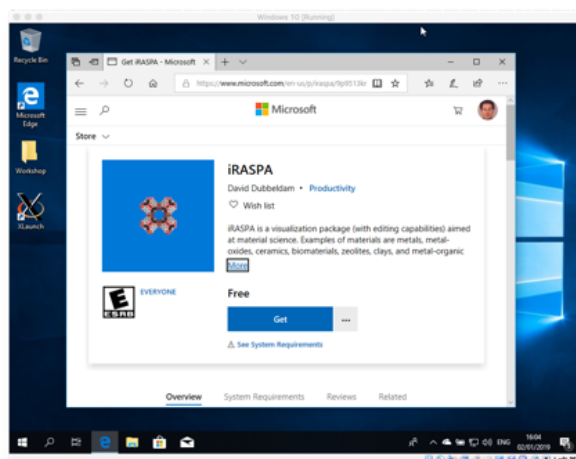 Windows 10 [Running]
Recycle Bin
Microsoft Edge
Workshop
XLaunch
Get iRASPA - Microsoft
https://www.microsoft.com/en-us/p/iraspa/
Microsoft
Store
iRASPA
David Dubbeldam • Productivity
Wish list
iRASPA is a visualization package (with editing capabilities) aimed
at material science. Examples of materials are metals, metal-
oxides, ceramics, biomaterials, zeolites, clays, and metal-organic
More
E
ESRB
EVERYONE
Free
Get
See System Requirements
Overview System Requirements Reviews Related
ENG
16:04
02/01/2019